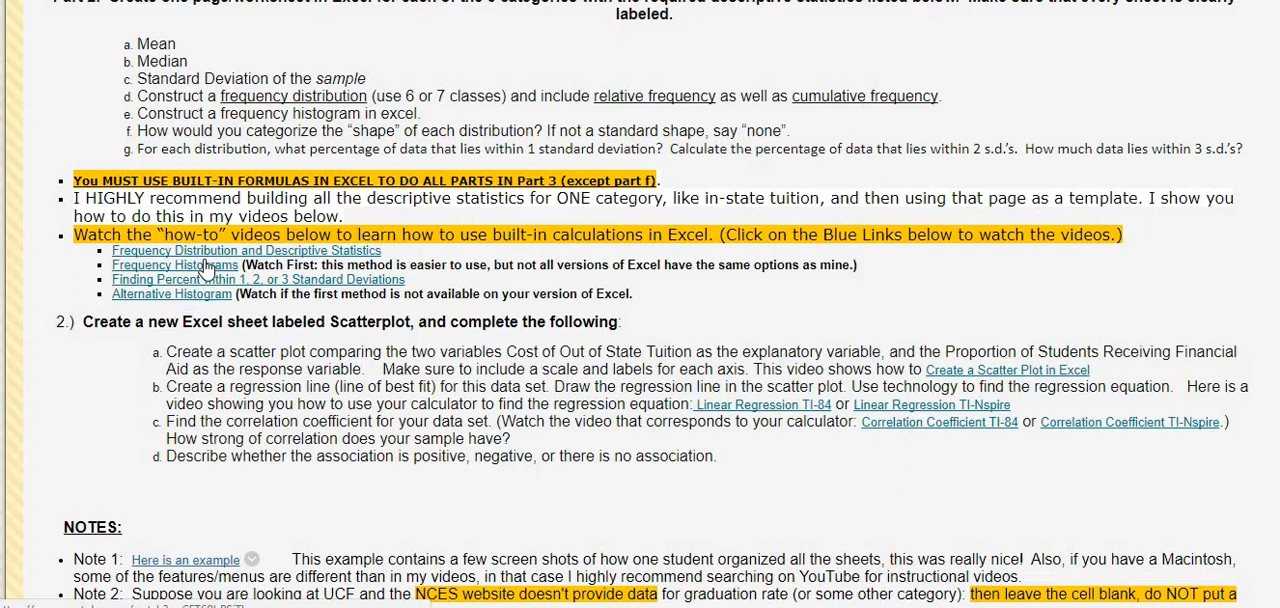 labeled.
a. Mean
b. Median
c. Standard Deviation of the sample
d. Construct a frequency distribution (use 6 or 7 classes) and include relative frequency as well as cumulative frequency.
e. Construct a frequency histogram in excel.
f. How would you categorize the “shape” of each distribution? If not a standard shape, say “none”.
g. For each distribution, what percentage of data that lies within 1 standard deviation? Calculate the percentage of data that lies within 2 s.d.’s. How much data lies within 3 s.d.’s?
You MUST USE BUILT-IN FORMULAS IN EXCEL TO DO ALL PARTS IN Part 3 (except part f).
I HIGHLY recommend building all the descriptive statistics for ONE category, like in-state tuition, and then using that page as a template. I show you
how to do this in my videos below.
Watch the “how-to” videos below to learn how to use built-in calculations in Excel. (Click on the Blue Links below to watch the videos.)
Frequency Distribution and Descriptive Statistics
Frequency Histograms (Watch First: this method is easier to use, but not all versions of Excel have the same options as mine.)
Finding Percent within 1, 2, or 3 Standard Deviations
Alternative Histogram (Watch if the first method is not available on your version of Excel.
2.) Create a new Excel sheet labeled Scatterplot, and complete the following:
a. Create a scatter plot comparing the two variables Cost of Out of State Tuition as the explanatory variable, and the Proportion of Students Receiving Financial
Aid as the response variable. Make sure to include a scale and labels for each axis. This video shows how to Create a Scatter Plot in Excel
b. Create a regression line (line of best fit) for this data set. Draw the regression line in the scatter plot. Use technology to find the regression equation. Here is a
video showing you how to use your calculator to find the regression equation: Linear Regression TI-84 or Linear Regression TI-Nspire
c. Find the correlation coefficient for your data set. (Watch the video that corresponds to your calculator: Correlation Coefficient TI-84 or Correlation Coefficient TI-Nspire.)
How strong of correlation does your sample have?
d. Describe whether the association is positive, negative, or there is no association.
NOTES:
Note 1: Here is an example This example contains a few screen shots of how one student organized all the sheets, this was really nice! Also, if you have a Macintosh,
some of the features/menus are different than in my videos, in that case I highly recommend searching on YouTube for instructional videos.
Note 2: Suppose you are looking at UCF and the NCES website doesn't provide data for graduation rate (or some other category): then leave the cell blank, do NOT put a